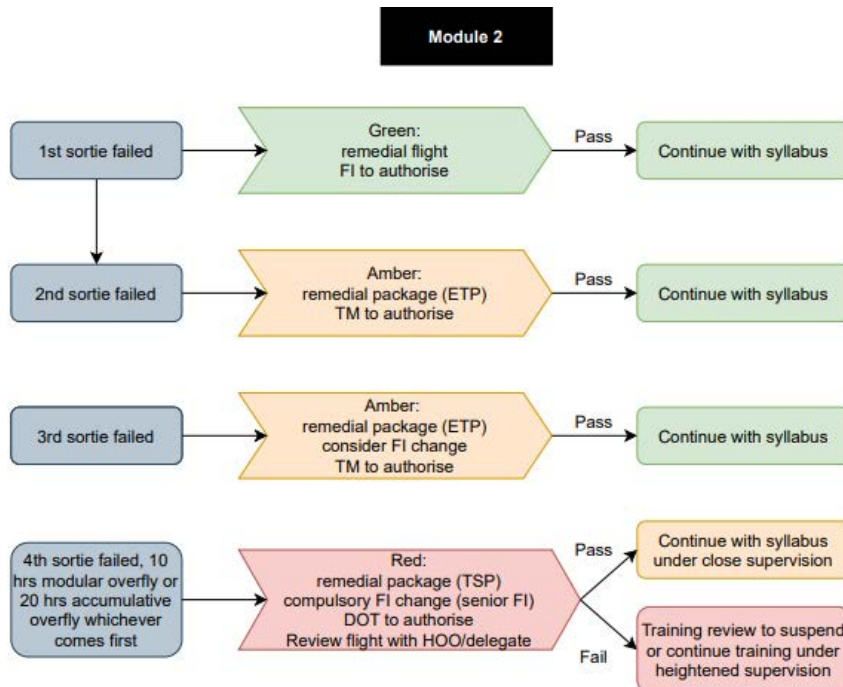 Module 2
1st sortie failed
Green:
remedial flight
FI to authorise
Pass
Continue with syllabus
2nd sortie failed
Amber:
remedial package (ETP)
TM to authorise
Pass
Continue with syllabus
3rd sortie failed
Amber:
remedial package (ETP)
consider FI change
TM to authorise
Pass
Continue with syllabus
4th sortie failed, 10
hrs modular overfly or
20 hrs accumulative
overfly whichever
comes first
Red:
remedial package (TSP)
compulsory FI change (senior FI)
DOT to authorise
Review flight with HOO/delegate
Pass
Continue with syllabus
under close supervision
Fail
Training review to suspend
or continue training under
heightened supervision